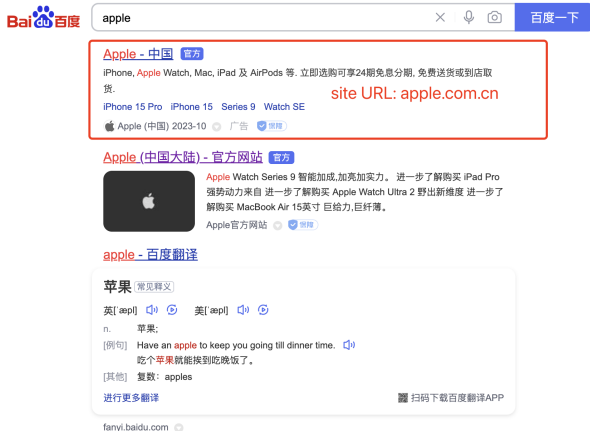 Bai du 百度 apple 百度一下
Apple - 中国 官方
iPhone, Apple Watch, Mac, iPad 及 AirPods 等. 立即选购可享24期免息分期, 免费送货或到店取
货.
site URL: apple.com.cn
iPhone 15 Pro iPhone 15 Series 9 Watch SE
Apple (中国) 2023-10 广告 保障
Apple (中国大陆) - 官方网站 官方
Apple Watch Series 9 智能加成,加亮加实力。 进一步了解购买 iPad Pro
强劲动力来自 进一步了解购买 Apple Watch Ultra 2 野出新维度 进一步了
解购买 MacBook Air 15英寸 巨给力,巨纤薄。
Apple官方网站 保障
apple - 百度翻译
苹果 常见释义
英[ˈæpl] 美[ˈæpl]
n. 苹果;
[例句] Have an apple to keep you going till dinner time.
吃个苹果就能挨到吃晚饭了。
[其他] 复数：apples
进行更多翻译 扫码下载百度翻译APP
fanyi.baidu.com